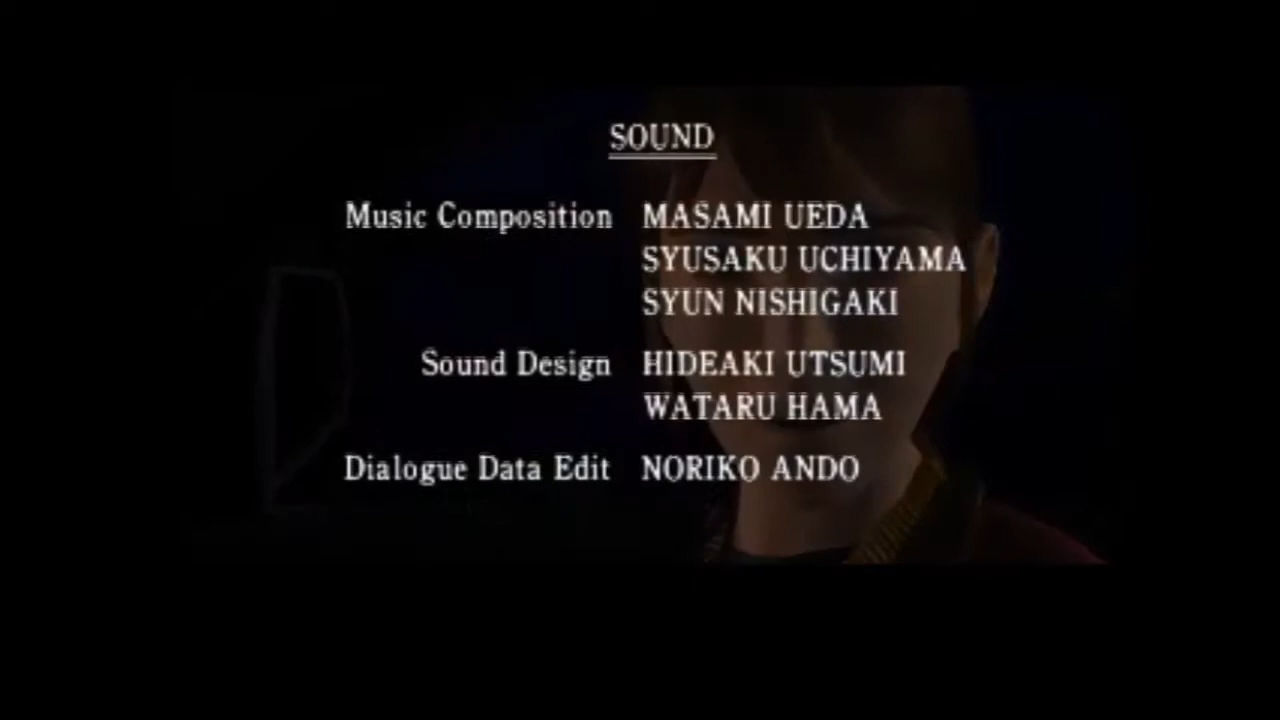 SOUND
Music Composition MASAMI UEDA
SYUSAKU UCHIYAMA
SYUN NISHIGAKI
Sound Design HIDEAKI UTSUMI
WATARU HAMA
Dialogue Data Edit NORIKO ANDO